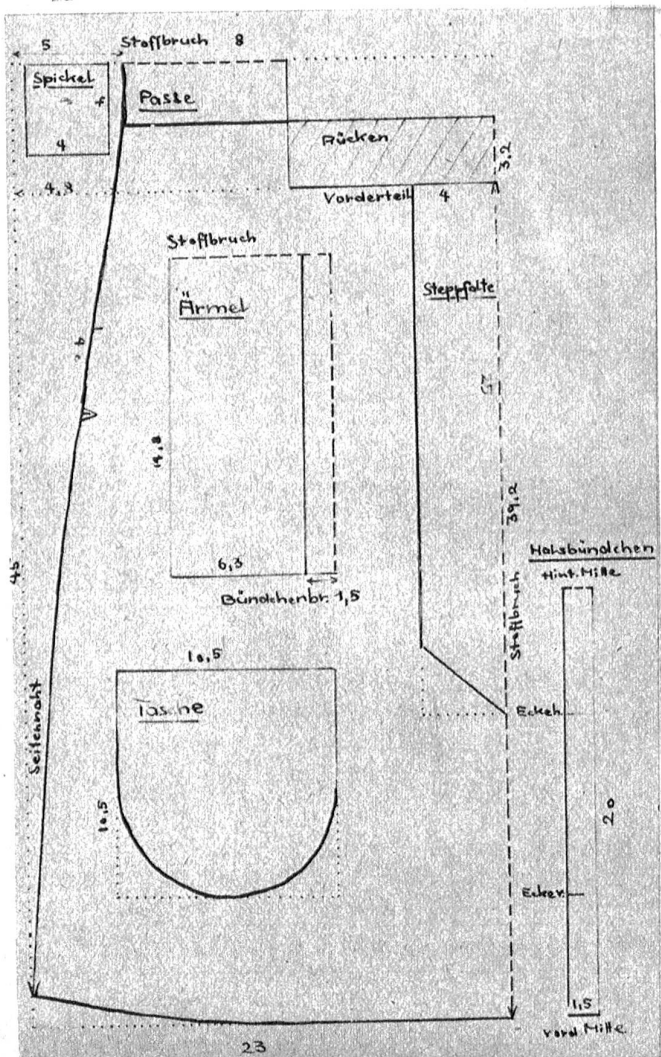 5
Stoffbruch 8
Spickel
4
Passe
Rücken
3,2
4,8
Vorderteil
4
Stoffbruch
Ärmel
Steppfalte
14,8
39,2
6,3
Bündchenbr. 1,5
Halsbündchen
Hint. Mitte
45
Stoffbruch
10,5
Tasche
Seitennaht
10,5
Eckeh.
20
Eckev.
1,5
vord. Mitte
23